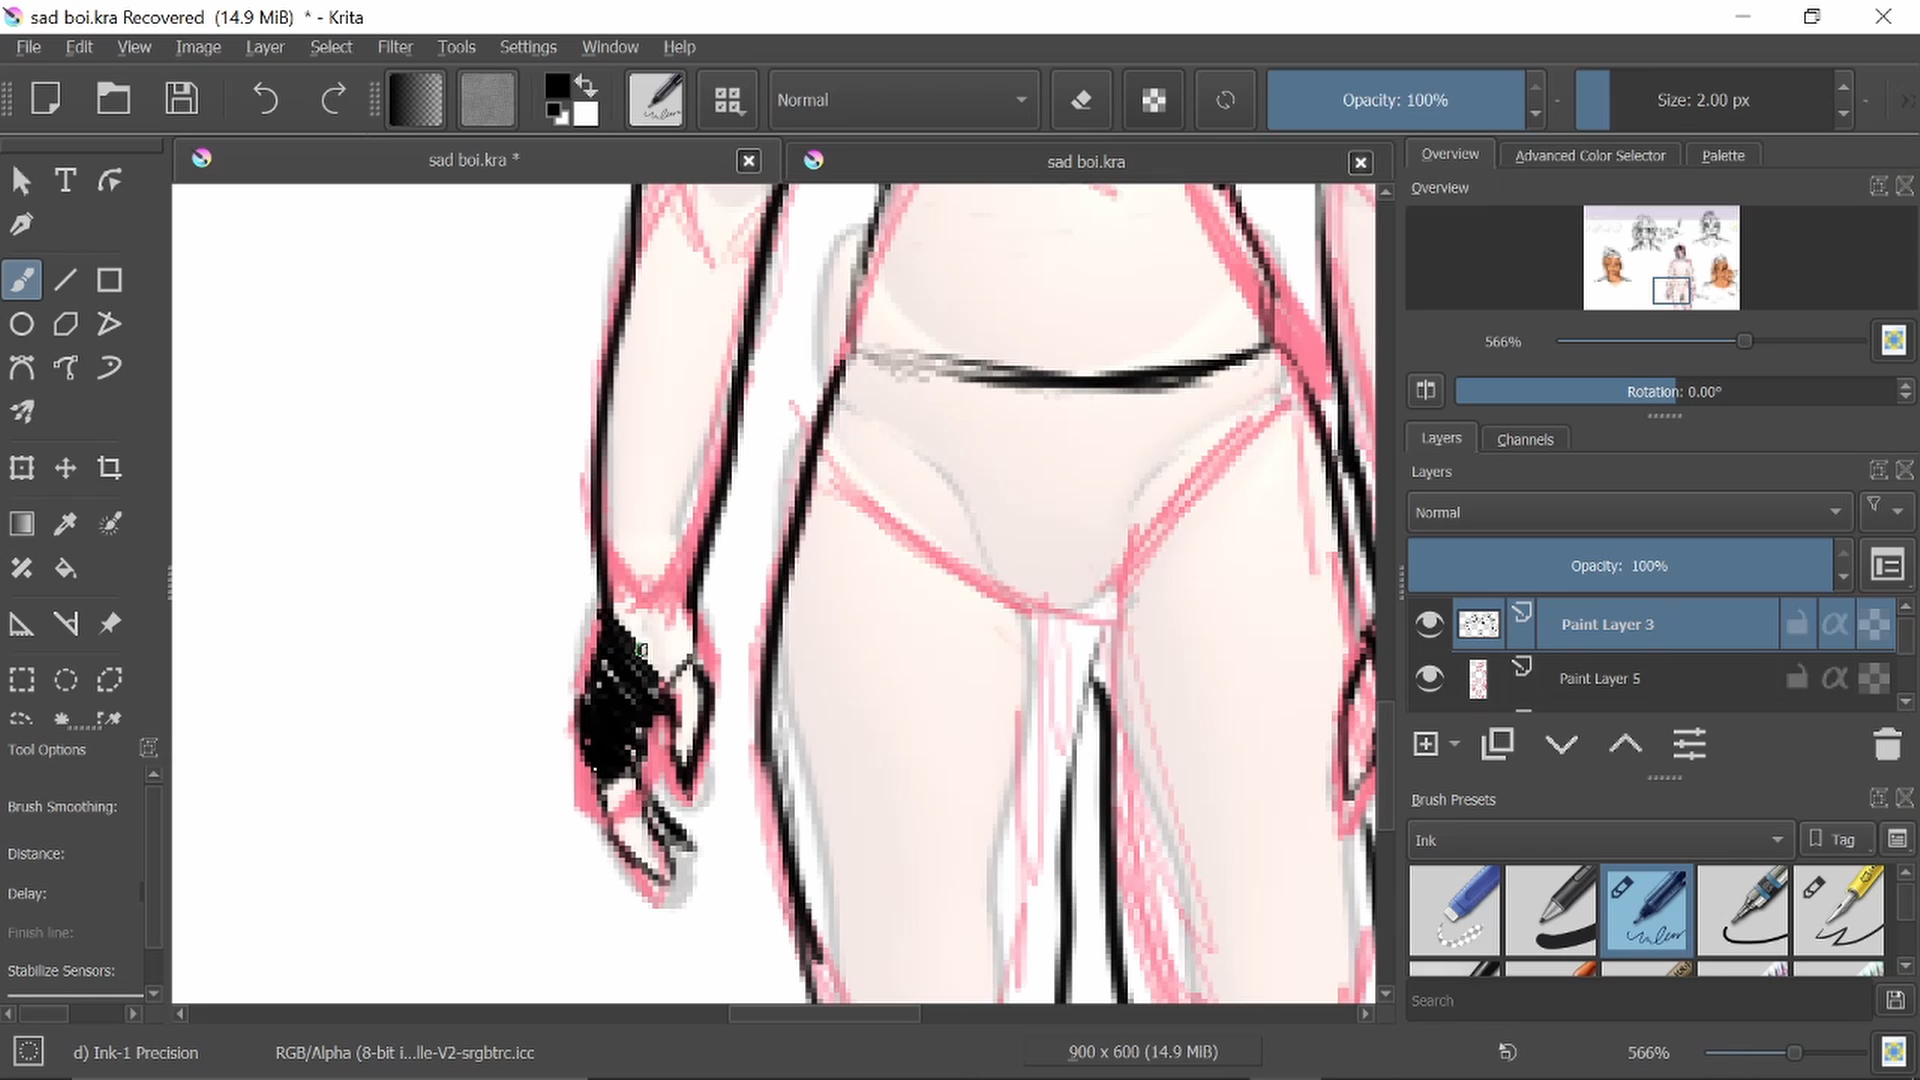 sad boi.kra Recovered (14.9 MiB) * - Krita
File Edit View Image Layer Select Filter Tools Settings Window Help
Normal
Opacity: 100%
Size: 2.00 px
sad boi.kra *
sad boi.kra
Overview
Advanced Color Selector
Palette
Overview
566%
Rotation: 0.00°
Layers
Channels
Layers
Normal
Opacity: 100%
Paint Layer 3
Paint Layer 5
Tool Options
Brush Smoothing:
Distance:
Delay:
Finish line:
Stabilize Sensors:
Brush Presets
Ink
Tag
Search
d) Ink-1 Precision
RGB/Alpha (8-bit i...lle-V2-srgbtrc.icc
900 x 600 (14.9 MiB)
566%